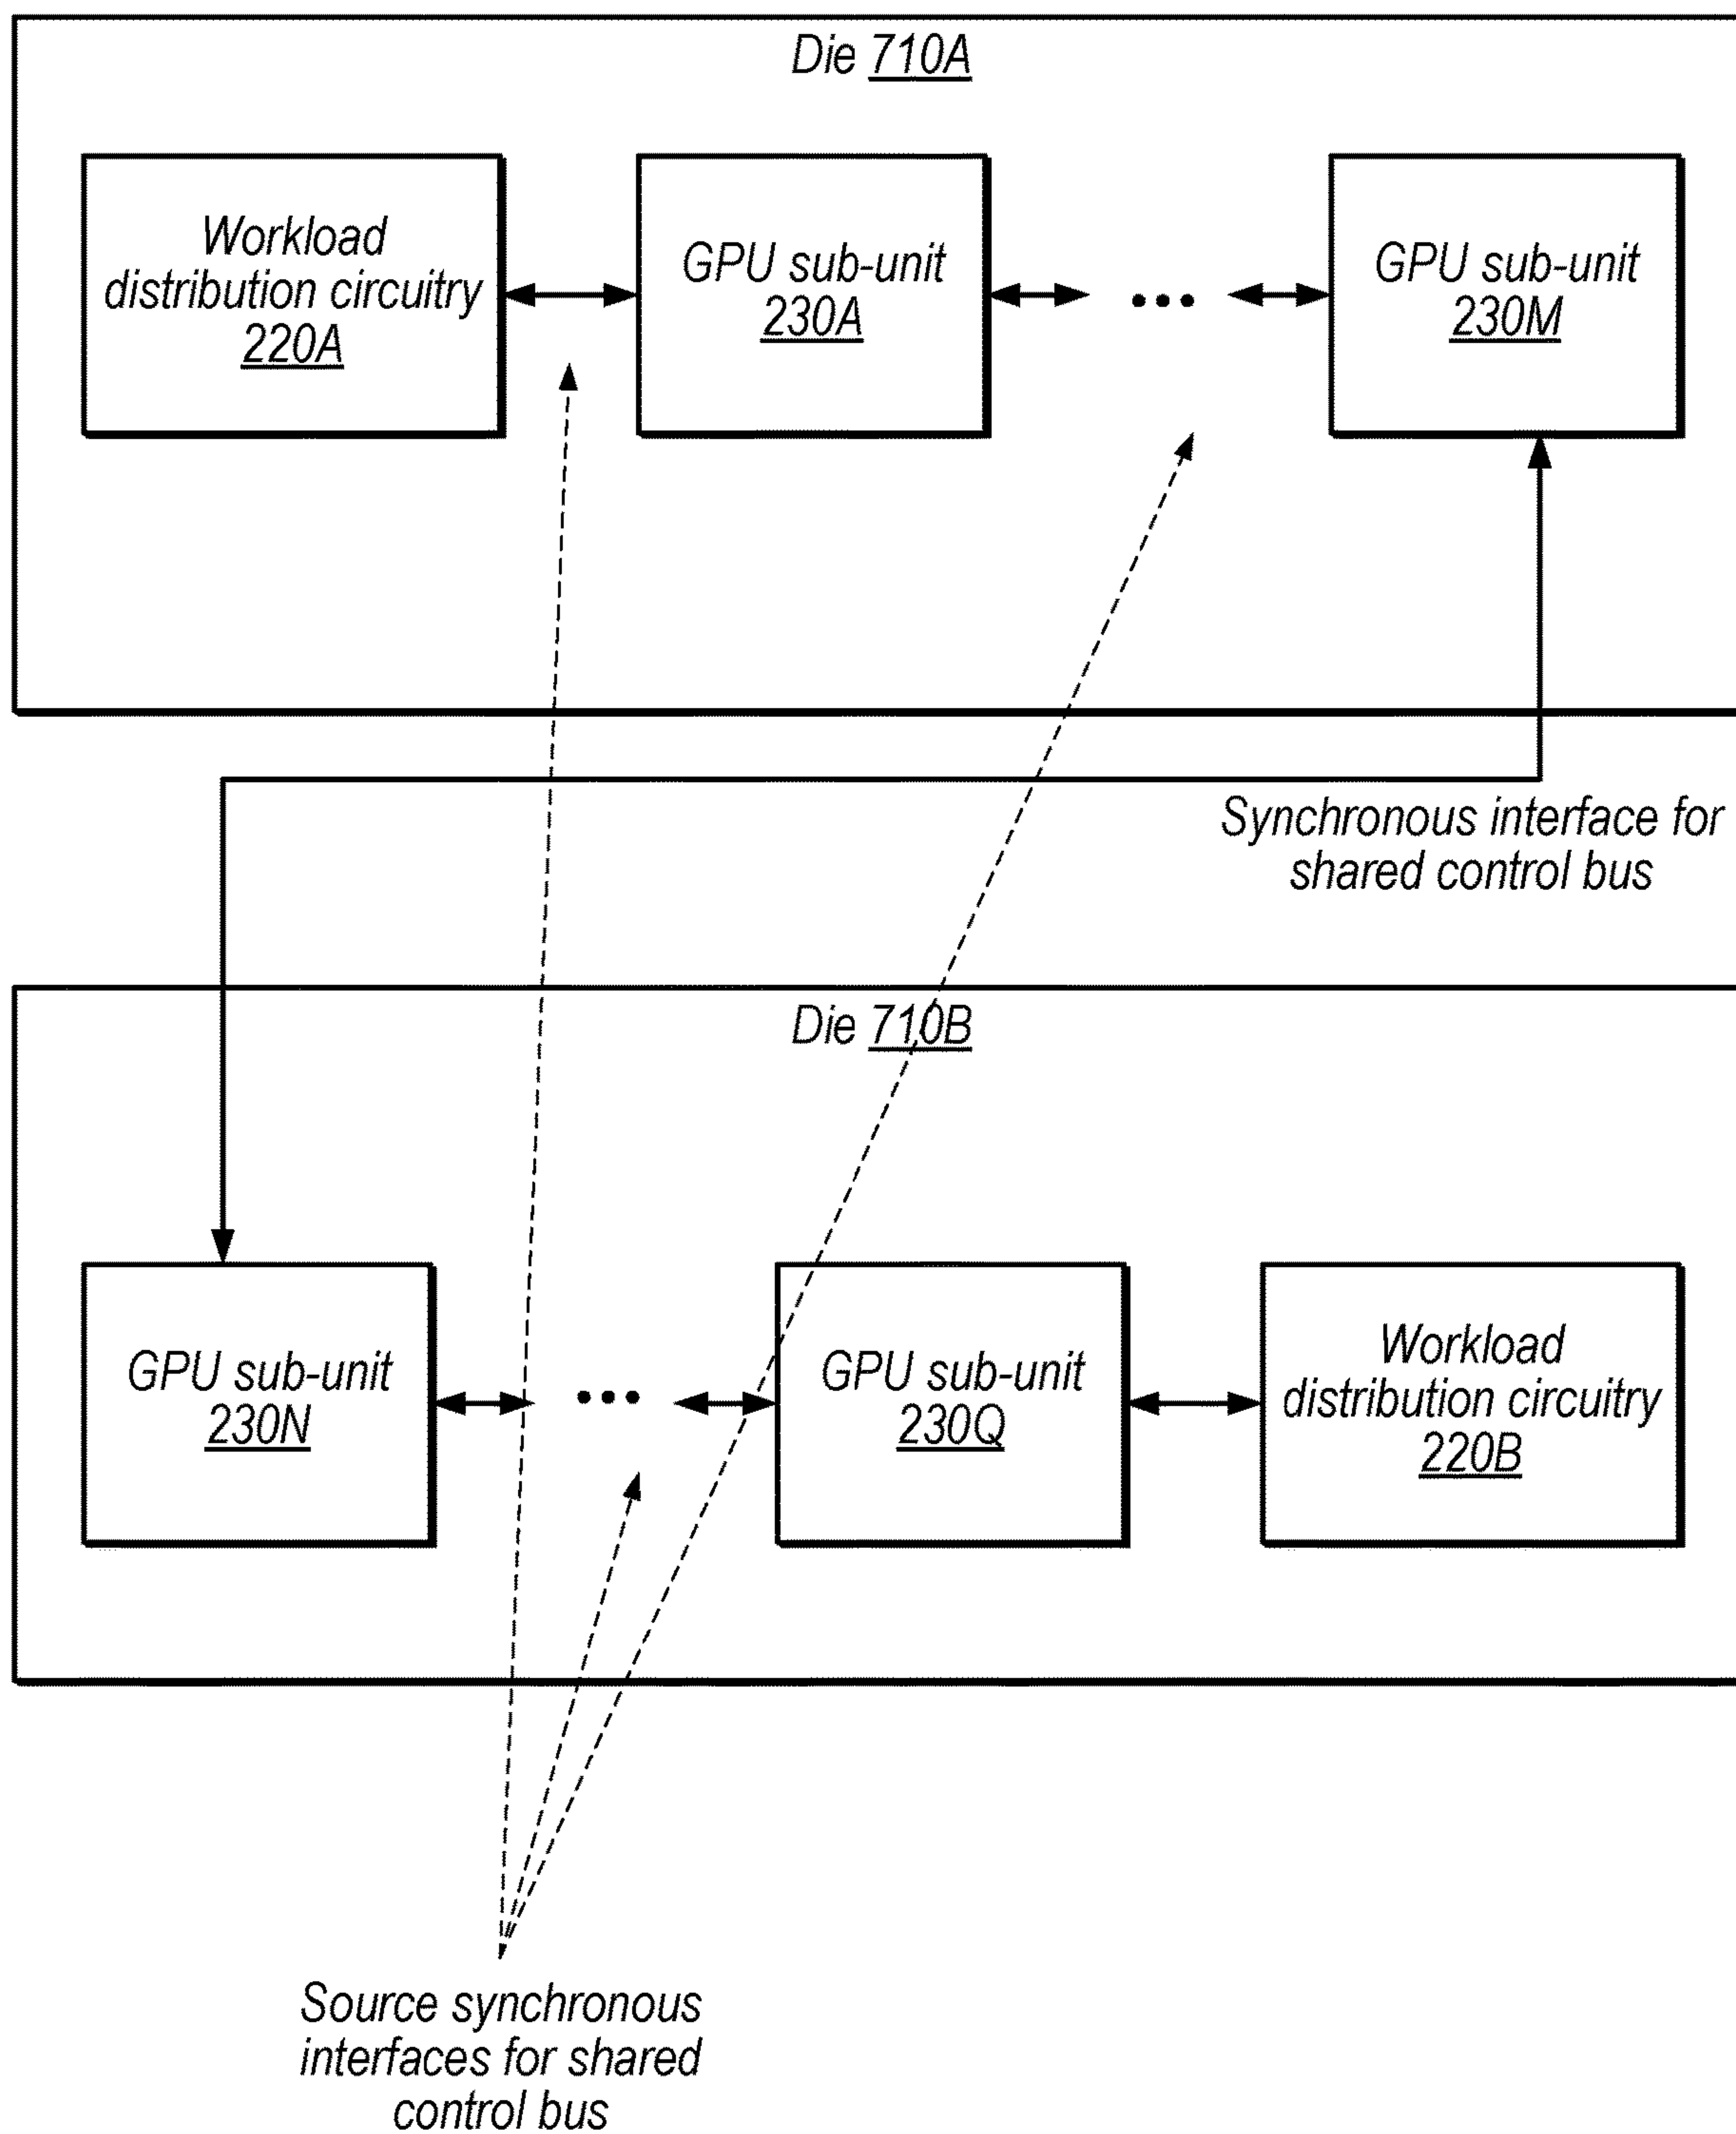 Die 710A
Workload
distribution circuitry
220A
GPU sub-unit
230A
•••
GPU sub-unit
230M
Synchronous interface for
shared control bus
Die 710B
GPU sub-unit
230N
•••
GPU sub-unit
230Q
Workload
distribution circuitry
220B
Source synchronous
interfaces for shared
control bus